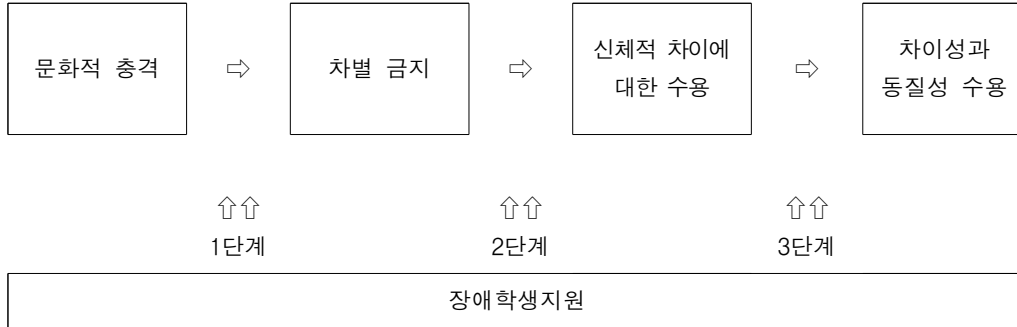 문화적 충격
⇨
차별 금지
⇨
신체적 차이에
대한 수용
⇨
차이성과
동질성 수용
⇧⇧
1단계
⇧⇧
2단계
⇧⇧
3단계
장애학생지원